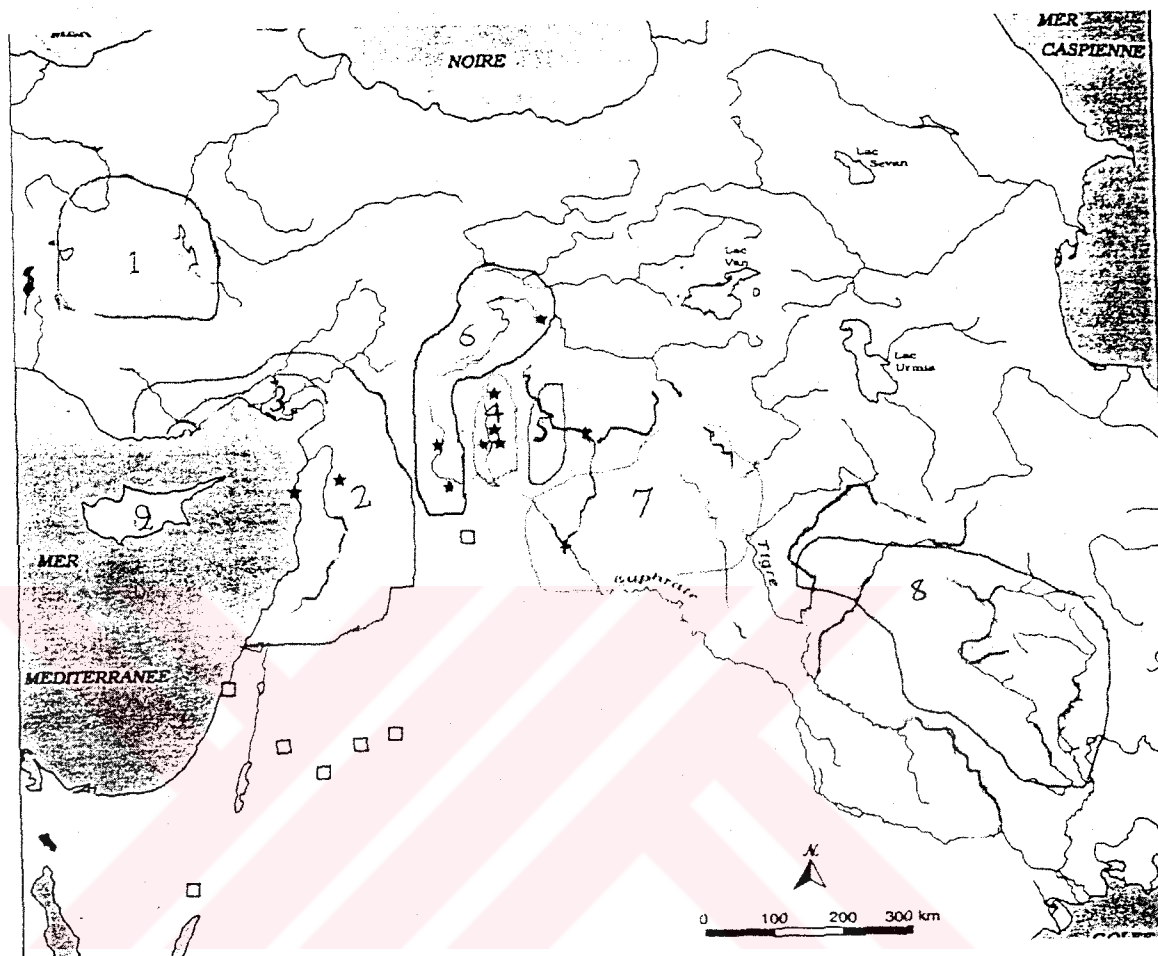 MER
CASPIENNE
NOIRE
Lac
Sevan
1
Lac
Van
6
Lac
Urmia
3
4
5
2
7
9
MER
Tigre
Euphrate
8
MEDITERRANEE
N.
0 100 200 300 km